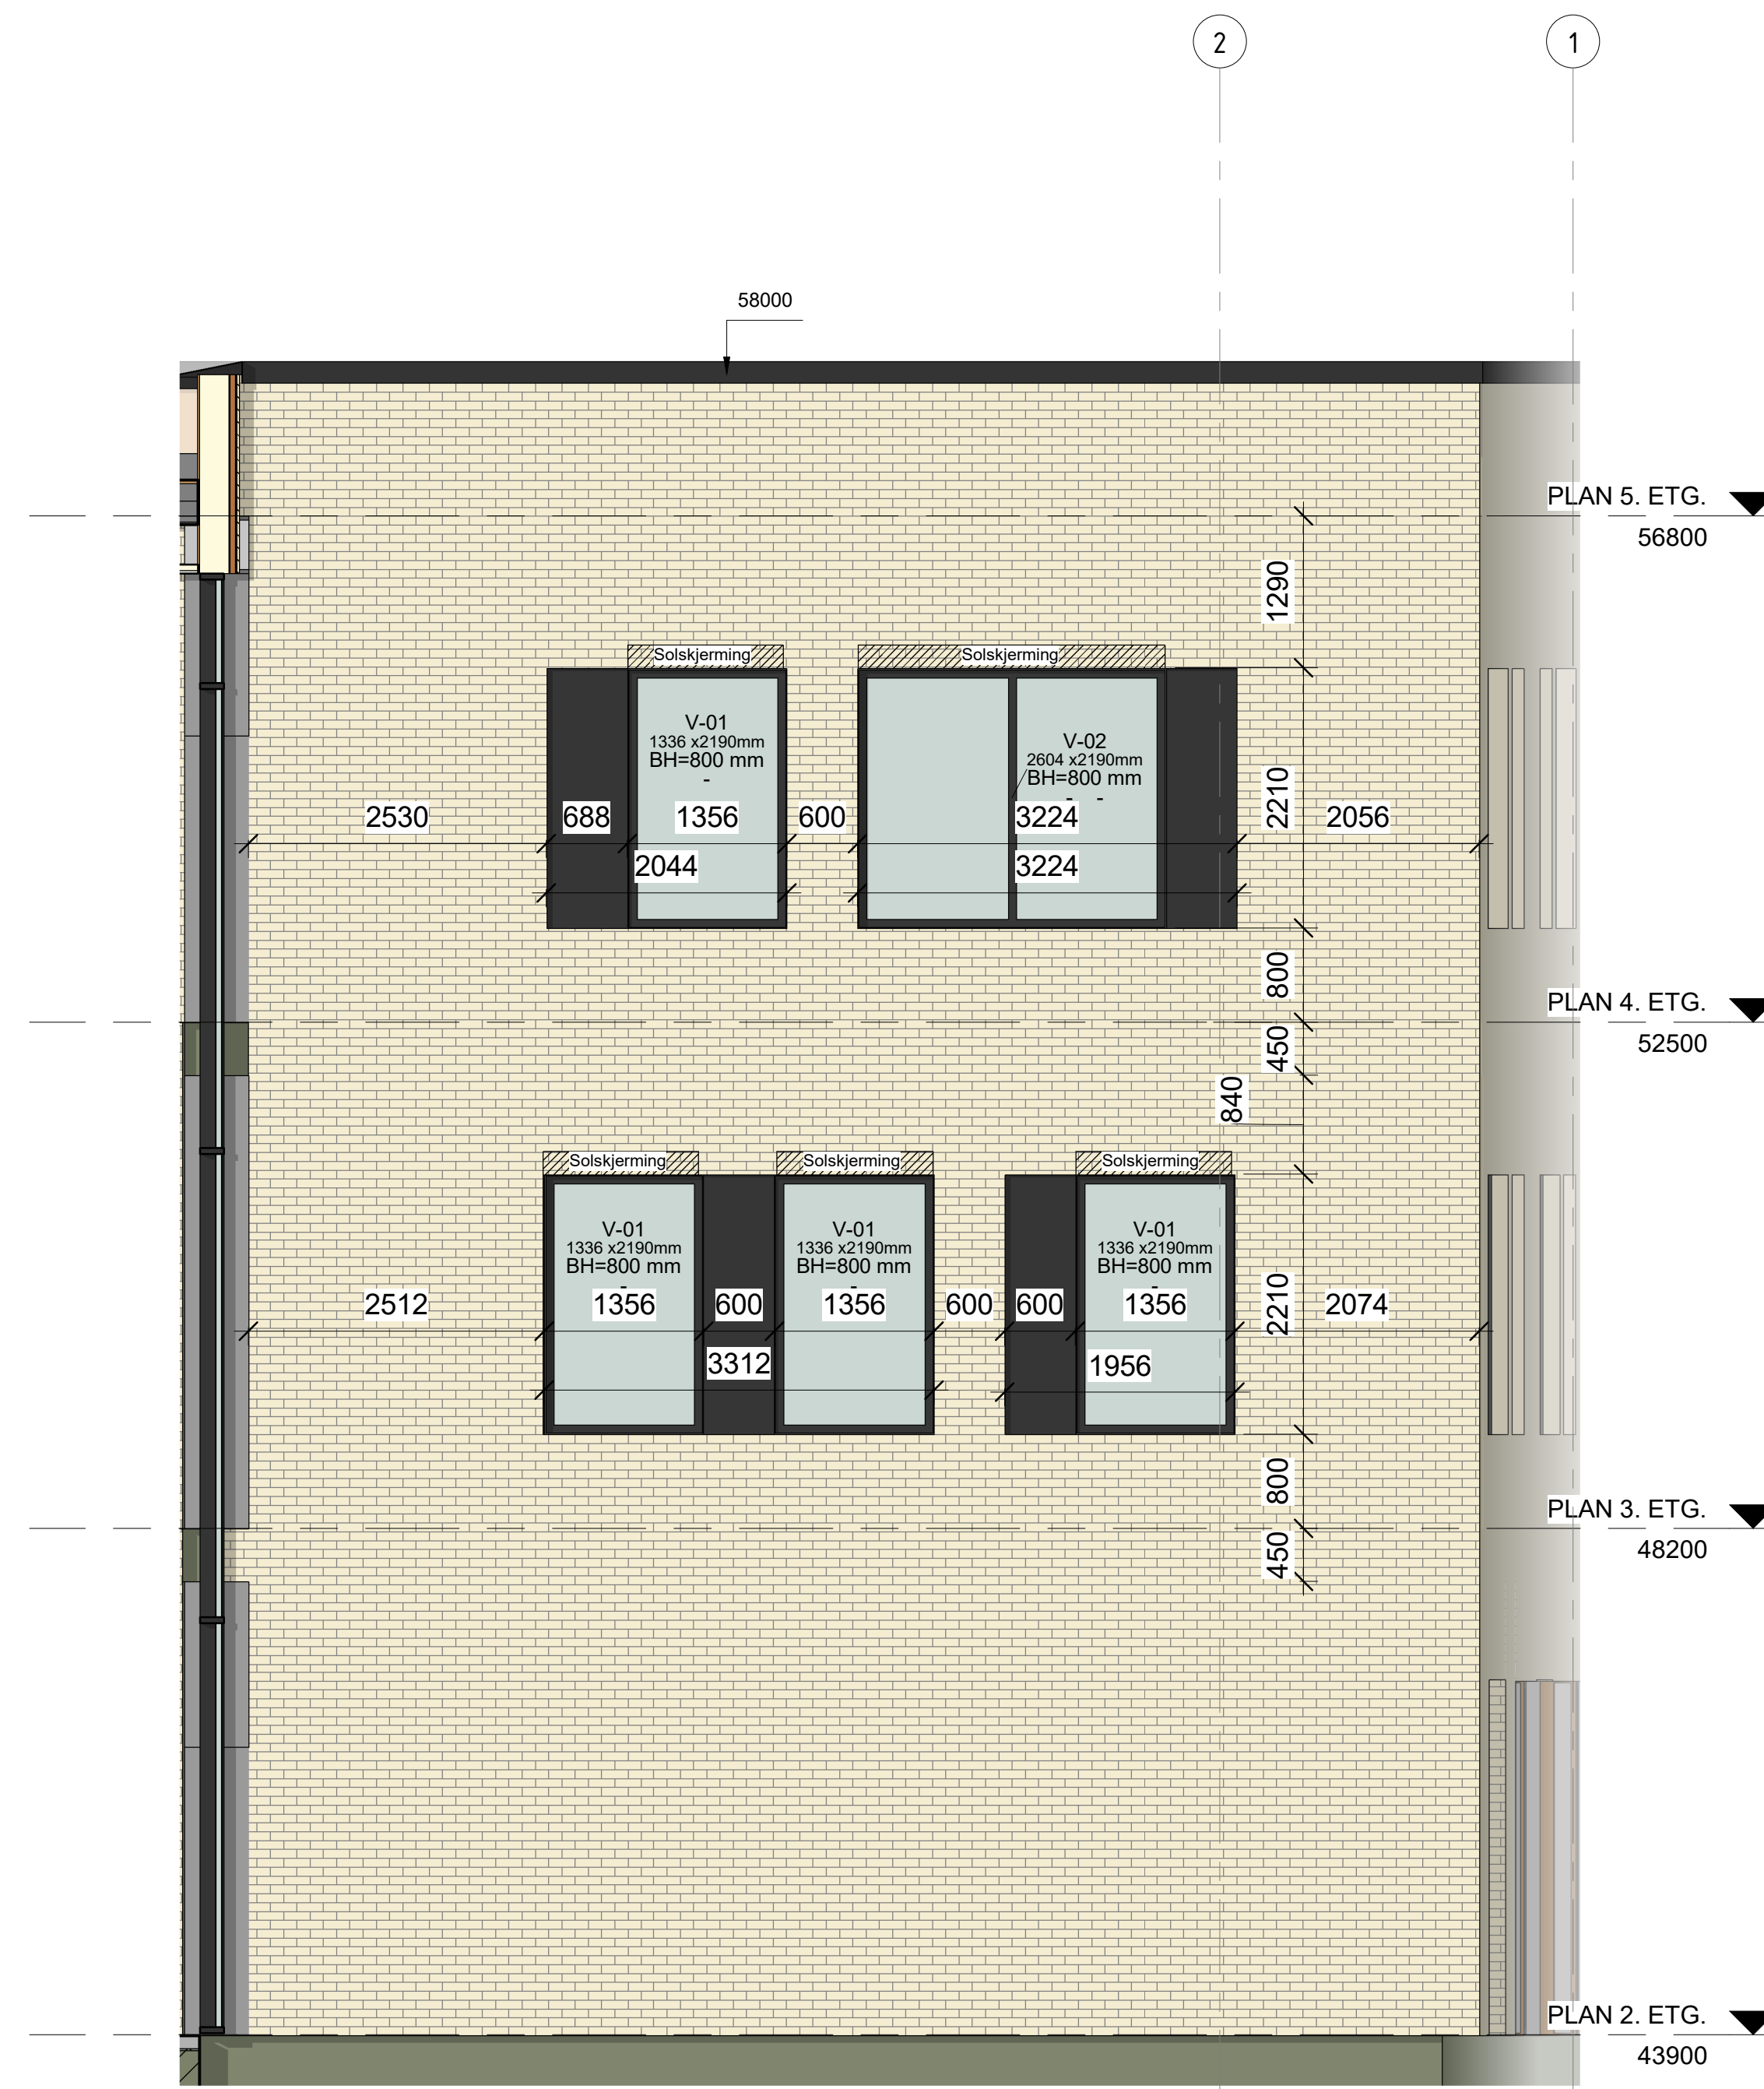 2
1
58000
PLAN 5. ETG.
56800
1290
Solskjerming
Solskjerming
V-01
1336 x2190mm
BH=800 mm
-
V-02
2604 x2190mm
BH=800 mm
- -
2530
688
1356
600
3224
2210
2056
2044
3224
800
PLAN 4. ETG.
52500
450
840
Solskjerming
Solskjerming
Solskjerming
V-01
1336 x2190mm
BH=800 mm
-
V-01
1336 x2190mm
BH=800 mm
-
V-01
1336 x2190mm
BH=800 mm
-
2512
1356
600
1356
600
600
1356
2210
2074
3312
1956
800
PLAN 3. ETG.
48200
450
PLAN 2. ETG.
43900